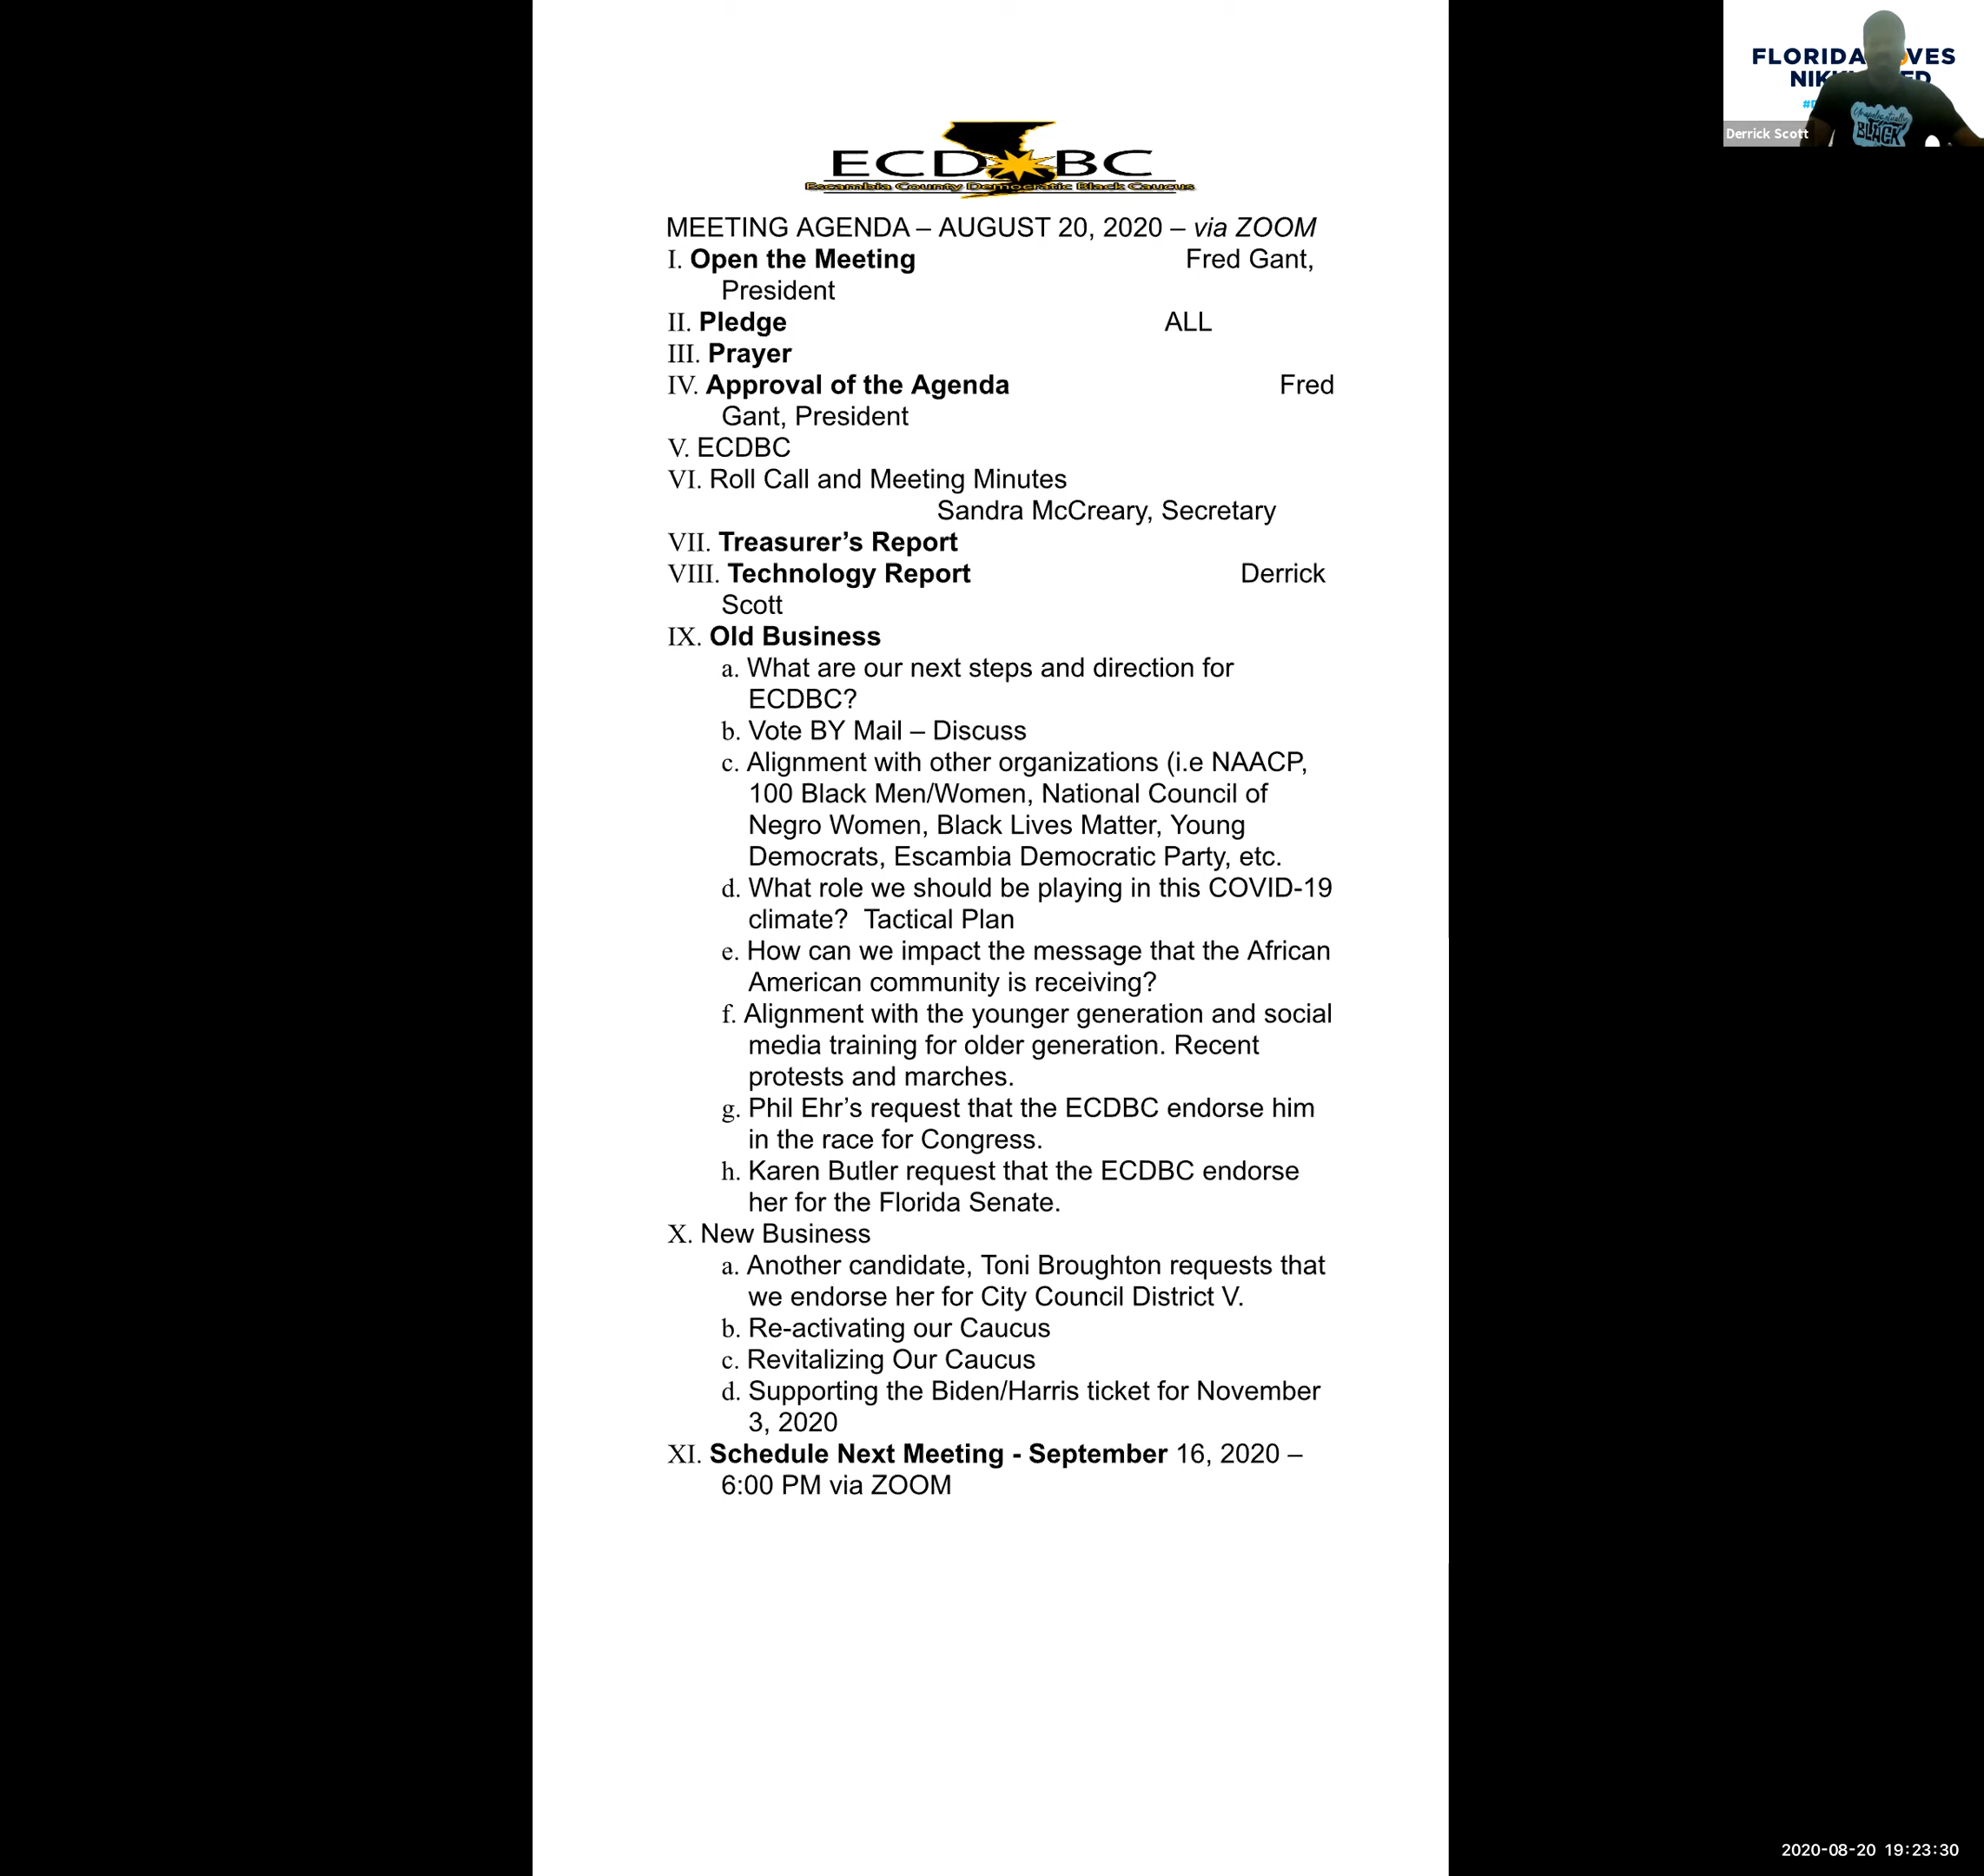 ECD BC
Escambia County Democratic Black Caucus
MEETING AGENDA – AUGUST 20, 2020 – via ZOOM
I. Open the Meeting Fred Gant,
President
II. Pledge ALL
III. Prayer
IV. Approval of the Agenda Fred
Gant, President
V. ECDBC
VI. Roll Call and Meeting Minutes
Sandra McCreary, Secretary
VII. Treasurer’s Report
VIII. Technology Report Derrick
Scott
IX. Old Business
a. What are our next steps and direction for
ECDBC?
b. Vote BY Mail – Discuss
c. Alignment with other organizations (i.e NAACP,
100 Black Men/Women, National Council of
Negro Women, Black Lives Matter, Young
Democrats, Escambia Democratic Party, etc.
d. What role we should be playing in this COVID-19
climate? Tactical Plan
e. How can we impact the message that the African
American community is receiving?
f. Alignment with the younger generation and social
media training for older generation. Recent
protests and marches.
g. Phil Ehr’s request that the ECDBC endorse him
in the race for Congress.
h. Karen Butler request that the ECDBC endorse
her for the Florida Senate.
X. New Business
a. Another candidate, Toni Broughton requests that
we endorse her for City Council District V.
b. Re-activating our Caucus
c. Revitalizing Our Caucus
d. Supporting the Biden/Harris ticket for November
3, 2020
XI. Schedule Next Meeting - September 16, 2020 –
6:00 PM via ZOOM
FLORIDA
BLACK
Derrick Scott
2020-08-20 19:23:30